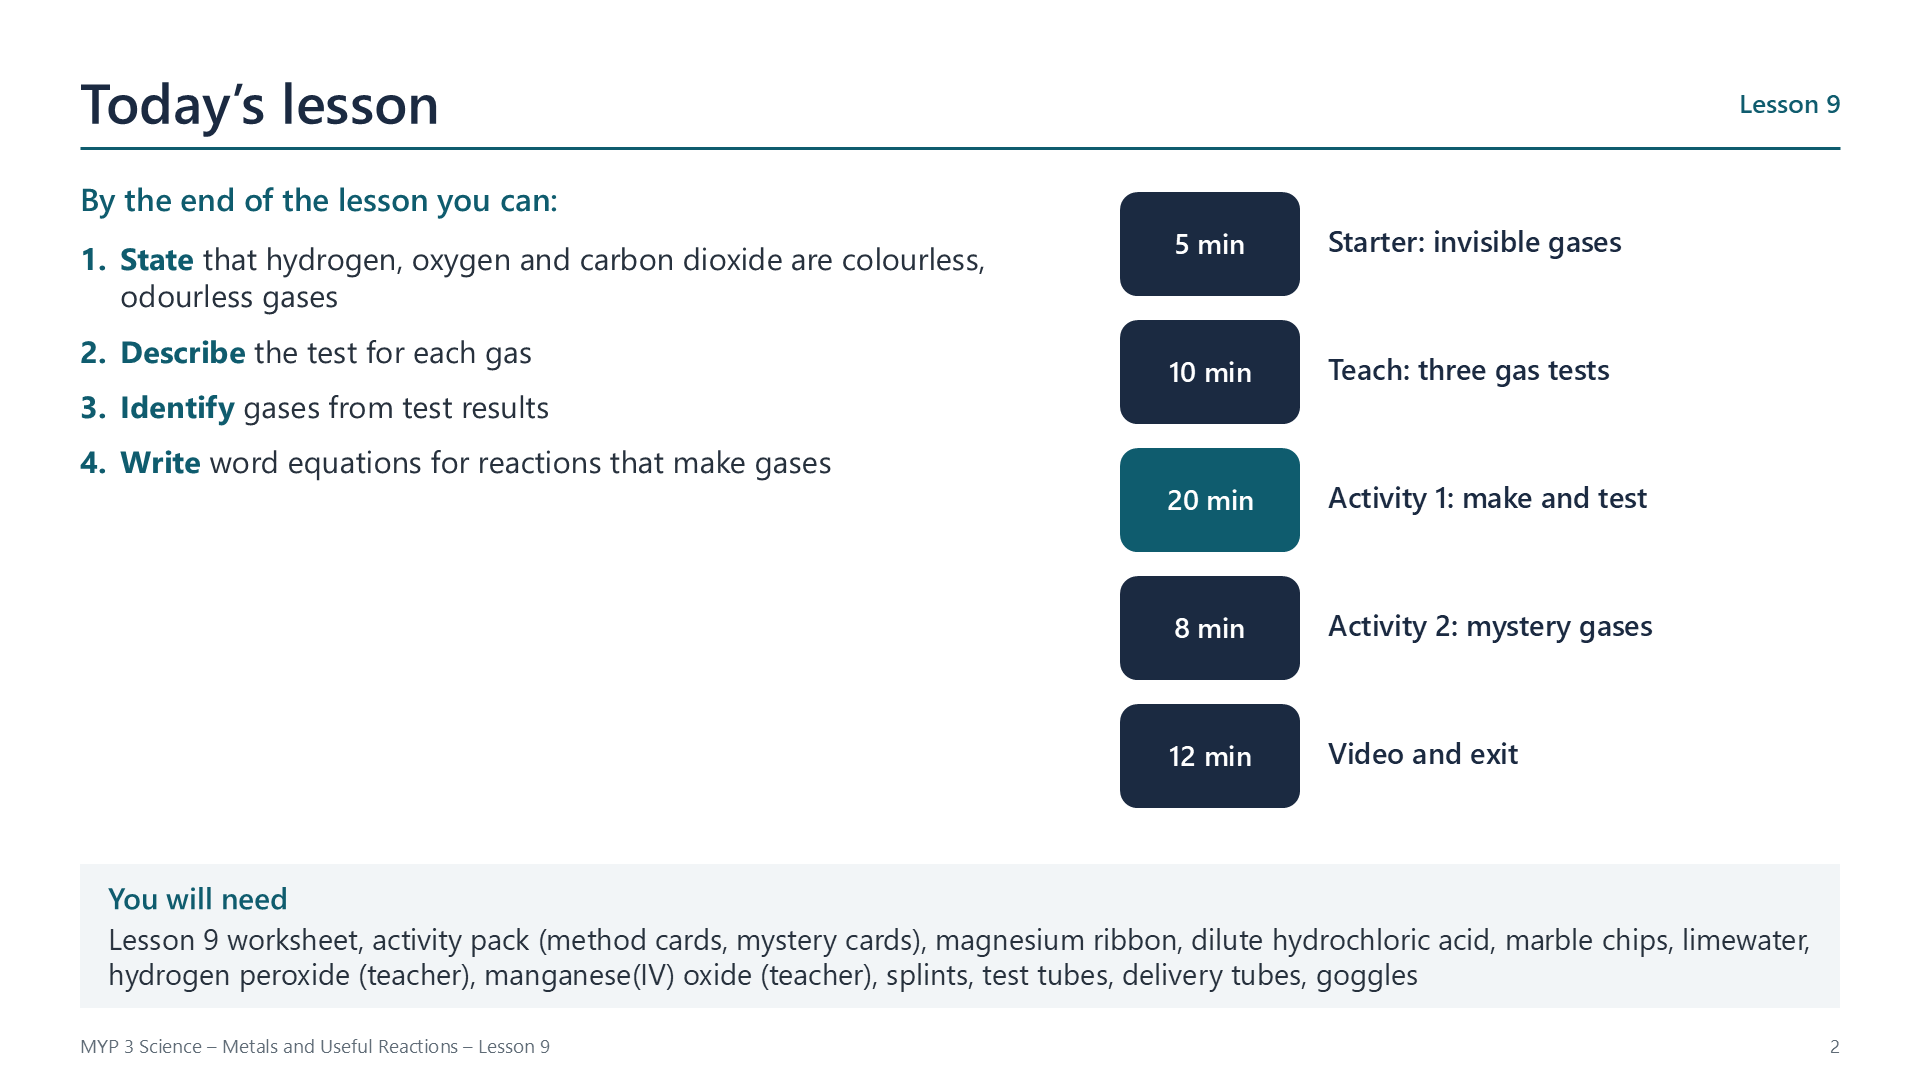 Today’s lesson
Lesson 9
By the end of the lesson you can:
1. State that hydrogen, oxygen and carbon dioxide are colourless,
odourless gases
2. Describe the test for each gas
3. Identify gases from test results
4. Write word equations for reactions that make gases
5 min
Starter: invisible gases
10 min
Teach: three gas tests
20 min
Activity 1: make and test
8 min
Activity 2: mystery gases
12 min
Video and exit
You will need
Lesson 9 worksheet, activity pack (method cards, mystery cards), magnesium ribbon, dilute hydrochloric acid, marble chips, limewater,
hydrogen peroxide (teacher), manganese(IV) oxide (teacher), splints, test tubes, delivery tubes, goggles
MYP 3 Science – Metals and Useful Reactions – Lesson 9
2